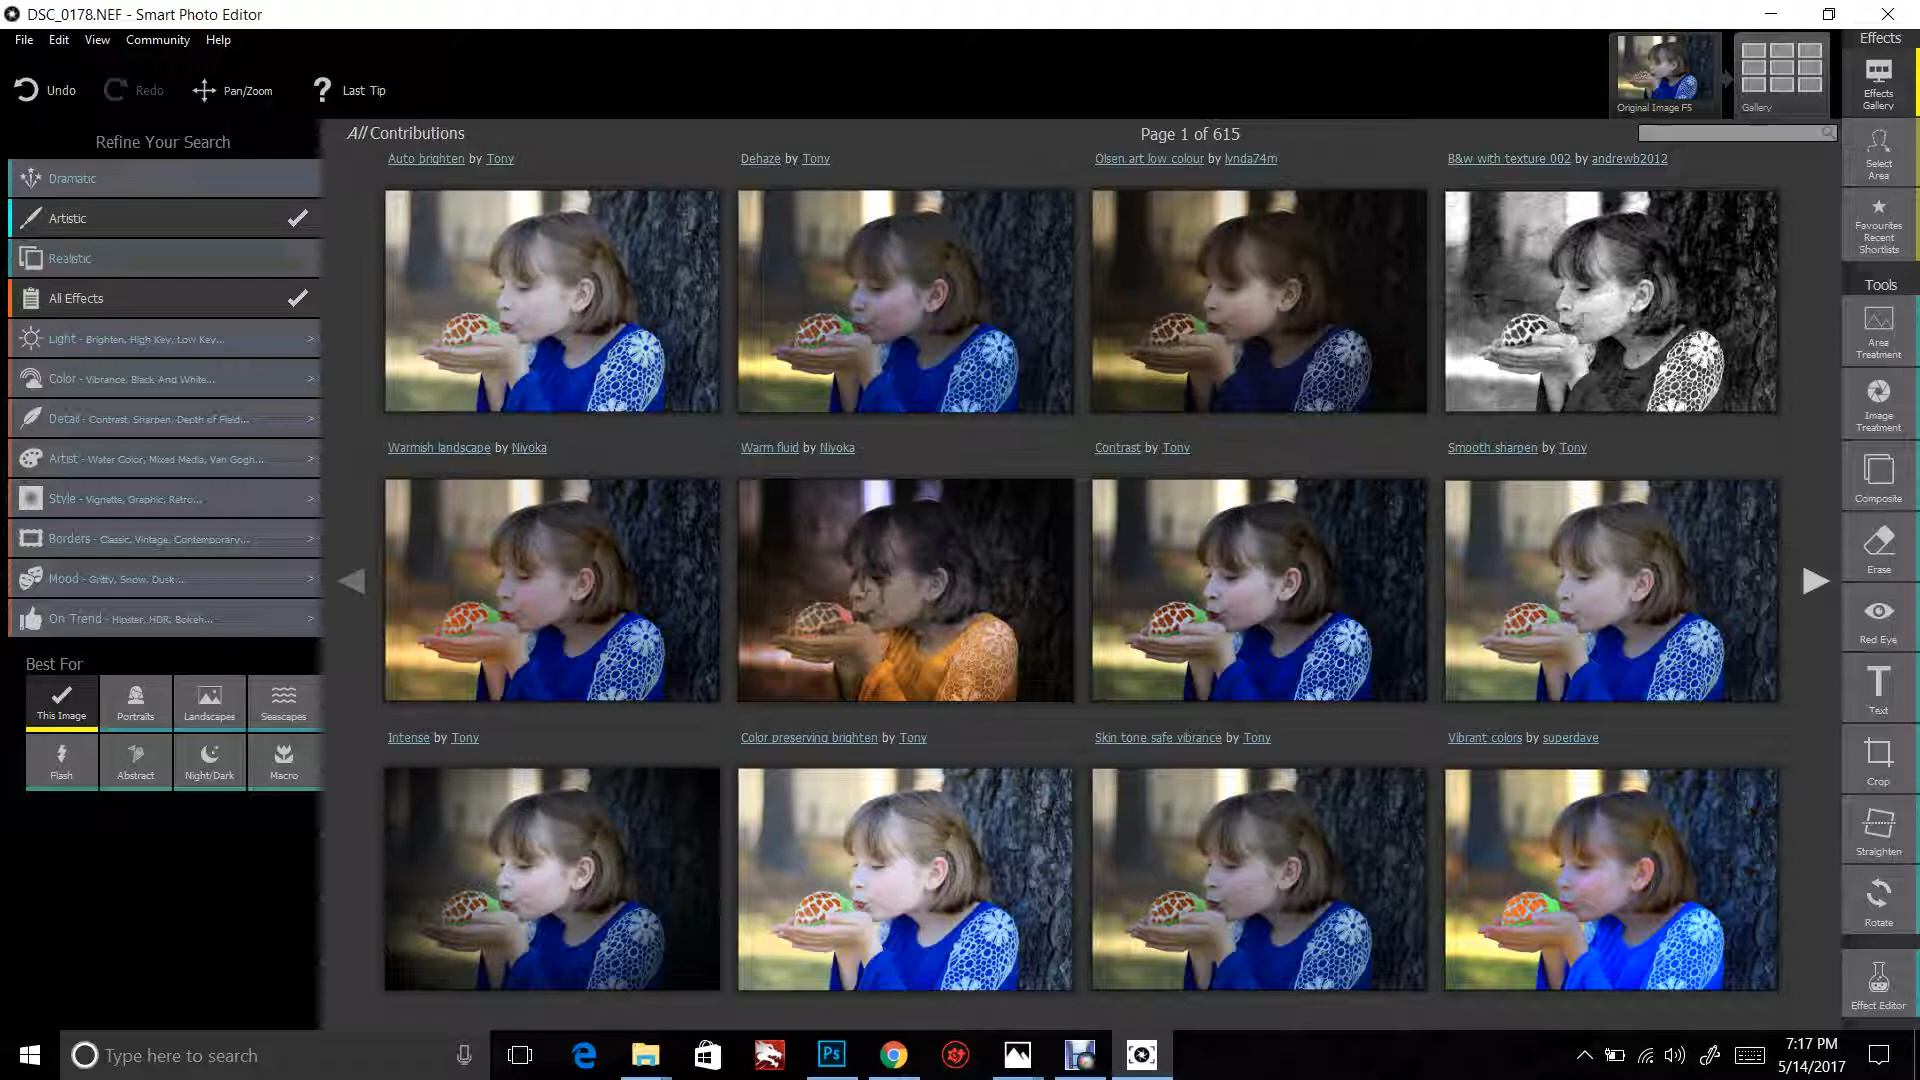 DSC_0178.NEF - Smart Photo Editor
File Edit View Community Help
Undo Redo Pan/Zoom ? Last Tip
Original Image F5
Gallery
Effects
Effects Gallery
Select Area
Favourites Recent Shortlists
Tools
Area Treatment
Image Treatment
Composite
Erase
Red Eye
T
Text
Crop
Straighten
Rotate
Effect Editor
Refine Your Search
Dramatic
Artistic
Realistic
All Effects
Light - Brighten, High Key, Low Key... >
Color - Vibrance, Black And White... >
Detail - Contrast, Sharpen, Depth of Field... >
Artist - Water Color, Mixed Media, Van Gogh... >
Style - Vignette, Graphic, Retro... >
Borders - Classic, Vintage, Contemporary... >
Mood - Gritty, Snow, Dusk... >
On Trend - Hipster, HDR, Bokeh... >
Best For
This Image Portraits Landscapes Seascapes
Flash Abstract Night/Dark Macro
All Contributions Page 1 of 615
Auto brighten by Tony
Dehaze by Tony
Olsen art low colour by lynda74m
B&w with texture 002 by andrewb2012
Warmish landscape by Niyoka
Warm fluid by Niyoka
Contrast by Tony
Smooth sharpen by Tony
Intense by Tony
Color preserving brighten by Tony
Skin tone safe vibrance by Tony
Vibrant colors by superdave
Type here to search
Ps
7:17 PM
5/14/2017